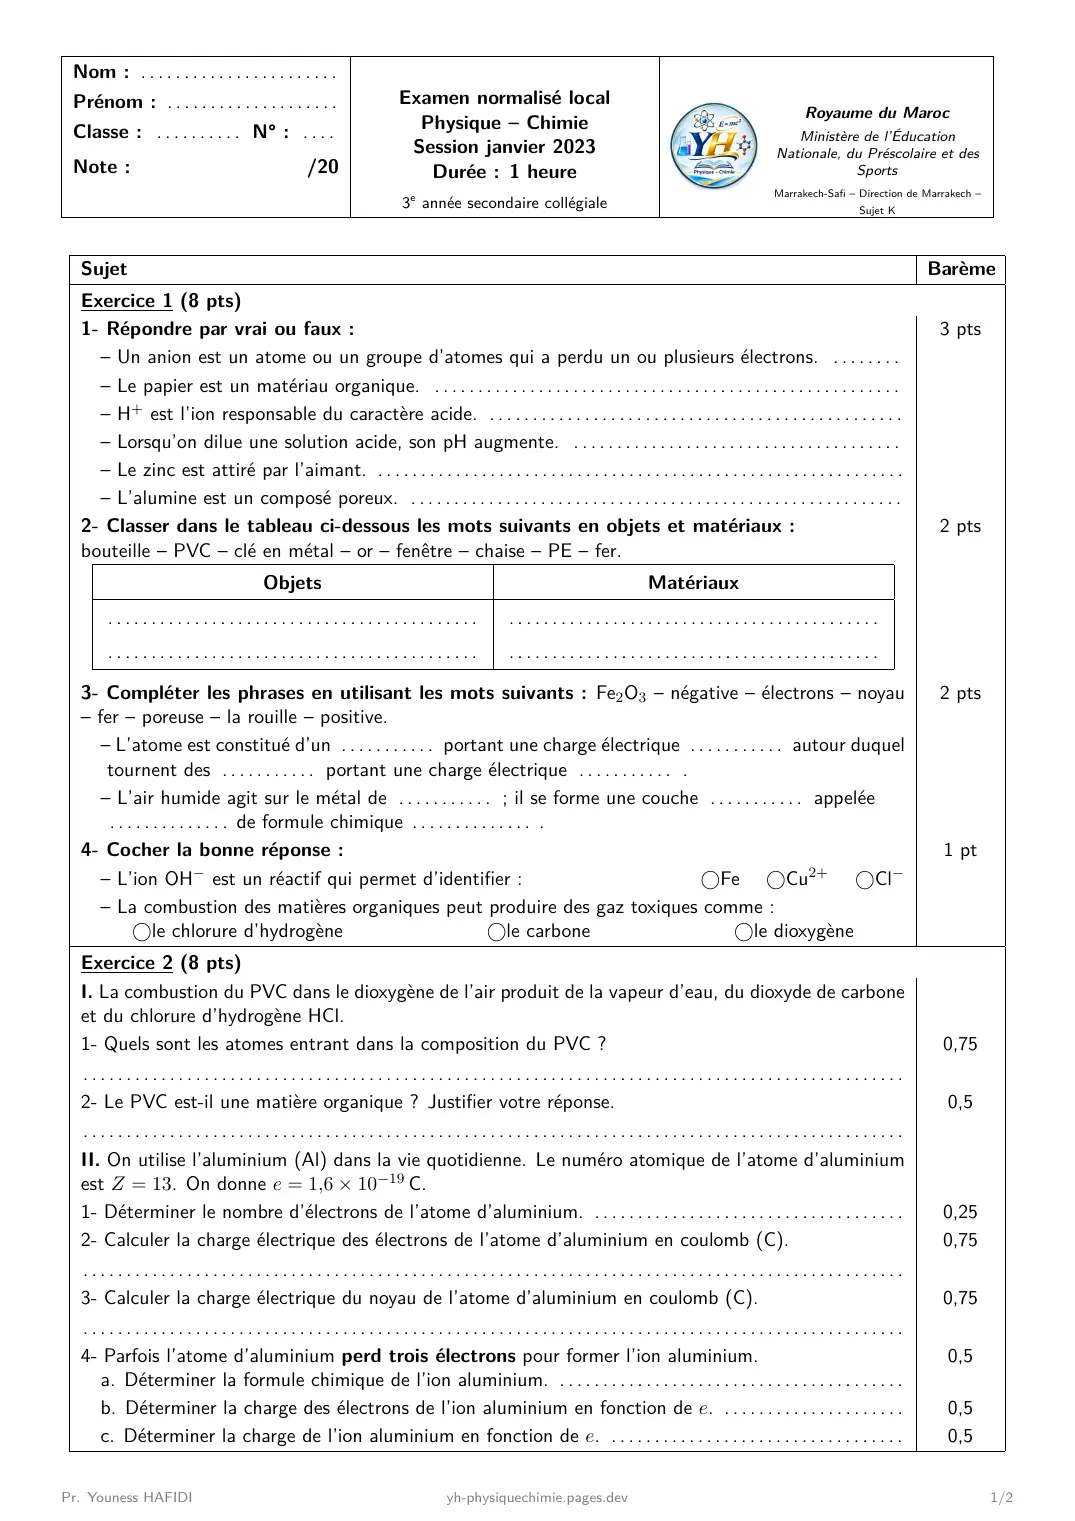 Nom : .......................
Prénom : ....................
Classe : .......... N° : ....
Note : /20
Examen normalisé local
Physique – Chimie
Session janvier 2023
Durée : 1 heure
3e année secondaire collégiale
E=mc²
YH
Physique - Chimie
Royaume du Maroc
Ministère de l'Éducation
Nationale, du Préscolaire et des
Sports
Marrakech-Safi – Direction de Marrakech –
Sujet K
Sujet Barème
Exercice 1 (8 pts)
1- Répondre par vrai ou faux : 3 pts
– Un anion est un atome ou un groupe d'atomes qui a perdu un ou plusieurs électrons. ........
– Le papier est un matériau organique. ........
– H⁺ est l'ion responsable du caractère acide. ........
– Lorsqu'on dilue une solution acide, son pH augmente. ........
– Le zinc est attiré par l'aimant. ........
– L'alumine est un composé poreux. ........
2- Classer dans le tableau ci-dessous les mots suivants en objets et matériaux : 2 pts
bouteille – PVC – clé en métal – or – fenêtre – chaise – PE – fer.
Objets Matériaux
........ ........
........ ........
3- Compléter les phrases en utilisant les mots suivants : Fe₂O₃ – négative – électrons – noyau 2 pts
– fer – poreuse – la rouille – positive.
– L'atome est constitué d'un ........... portant une charge électrique ........... autour duquel
tournent des ........... portant une charge électrique ........... .
– L'air humide agit sur le métal de ........... ; il se forme une couche ........... appelée
.............. de formule chimique .............. .
4- Cocher la bonne réponse : 1 pt
– L'ion OH⁻ est un réactif qui permet d'identifier : ◯Fe ◯Cu²⁺ ◯Cl⁻
– La combustion des matières organiques peut produire des gaz toxiques comme :
◯le chlorure d'hydrogène ◯le carbone ◯le dioxygène
Exercice 2 (8 pts)
I. La combustion du PVC dans le dioxygène de l'air produit de la vapeur d'eau, du dioxyde de carbone
et du chlorure d'hydrogène HCl.
1- Quels sont les atomes entrant dans la composition du PVC ? 0,75
........
2- Le PVC est-il une matière organique ? Justifier votre réponse. 0,5
........
II. On utilise l'aluminium (Al) dans la vie quotidienne. Le numéro atomique de l'atome d'aluminium
est Z = 13. On donne e = 1,6 × 10⁻¹⁹ C.
1- Déterminer le nombre d'électrons de l'atome d'aluminium. ........ 0,25
2- Calculer la charge électrique des électrons de l'atome d'aluminium en coulomb (C). 0,75
........
3- Calculer la charge électrique du noyau de l'atome d'aluminium en coulomb (C). 0,75
........
4- Parfois l'atome d'aluminium perd trois électrons pour former l'ion aluminium. 0,5
a. Déterminer la formule chimique de l'ion aluminium. ........
b. Déterminer la charge des électrons de l'ion aluminium en fonction de e. ........ 0,5
c. Déterminer la charge de l'ion aluminium en fonction de e. ........ 0,5
Pr. Youness HAFIDI yh-physiquechimie.pages.dev 1/2